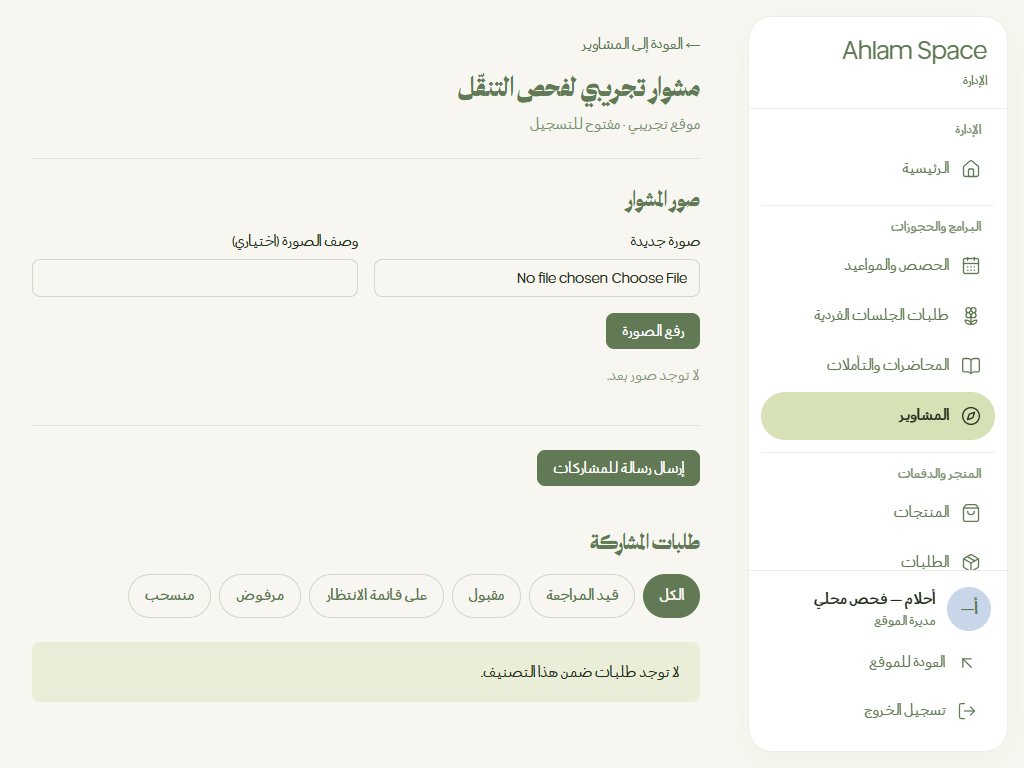 Ahlam Space
الإدارة
الإدارة
الرئيسية
البرامج والحجوزات
الحصص والمواعيد
طلبات الجلسات الفردية
المحاضرات والتأملات
المشاوير
المتجر والدفعات
المنتجات
الطلبات
أ—
أحلام — فحص محلي
مديرة الموقع
العودة للموقع
تسجيل الخروج
← العودة إلى المشاوير
مشوار تجريبي لفحص التنقّل
موقع تجريبي · مفتوح للتسجيل
صور المشوار
صورة جديدة
وصف الصورة (اختياري)
Choose File No file chosen
رفع الصورة
لا توجد صور بعد.
إرسال رسالة للمشاركات
طلبات المشاركة
الكل
قيد المراجعة
مقبول
على قائمة الانتظار
مرفوض
منسحب
لا توجد طلبات ضمن هذا التصنيف.